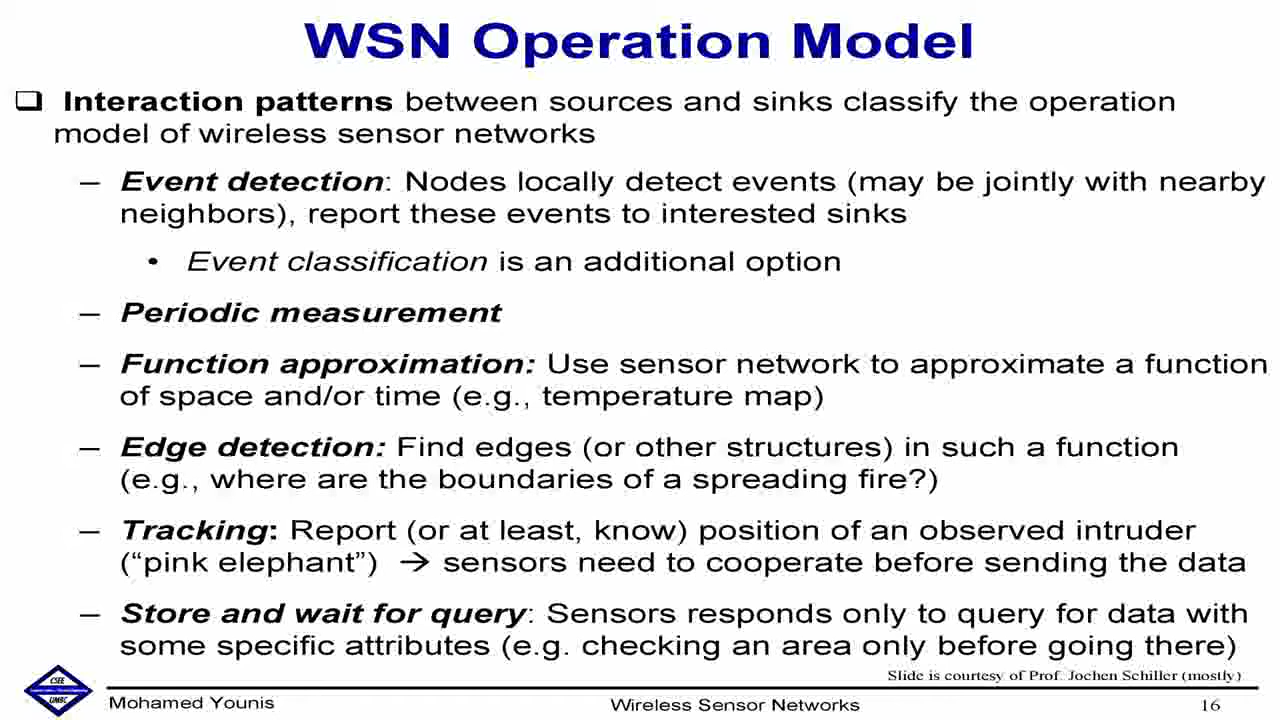 WSN Operation Model
❑ Interaction patterns between sources and sinks classify the operation
model of wireless sensor networks
– Event detection: Nodes locally detect events (may be jointly with nearby
neighbors), report these events to interested sinks
• Event classification is an additional option
– Periodic measurement
– Function approximation: Use sensor network to approximate a function
of space and/or time (e.g., temperature map)
– Edge detection: Find edges (or other structures) in such a function
(e.g., where are the boundaries of a spreading fire?)
– Tracking: Report (or at least, know) position of an observed intruder
(“pink elephant”) → sensors need to cooperate before sending the data
– Store and wait for query: Sensors responds only to query for data with
some specific attributes (e.g. checking an area only before going there)
Slide is courtesy of Prof. Jochen Schiller (mostly)
CSEE
UMBC
Mohamed Younis
Wireless Sensor Networks
16